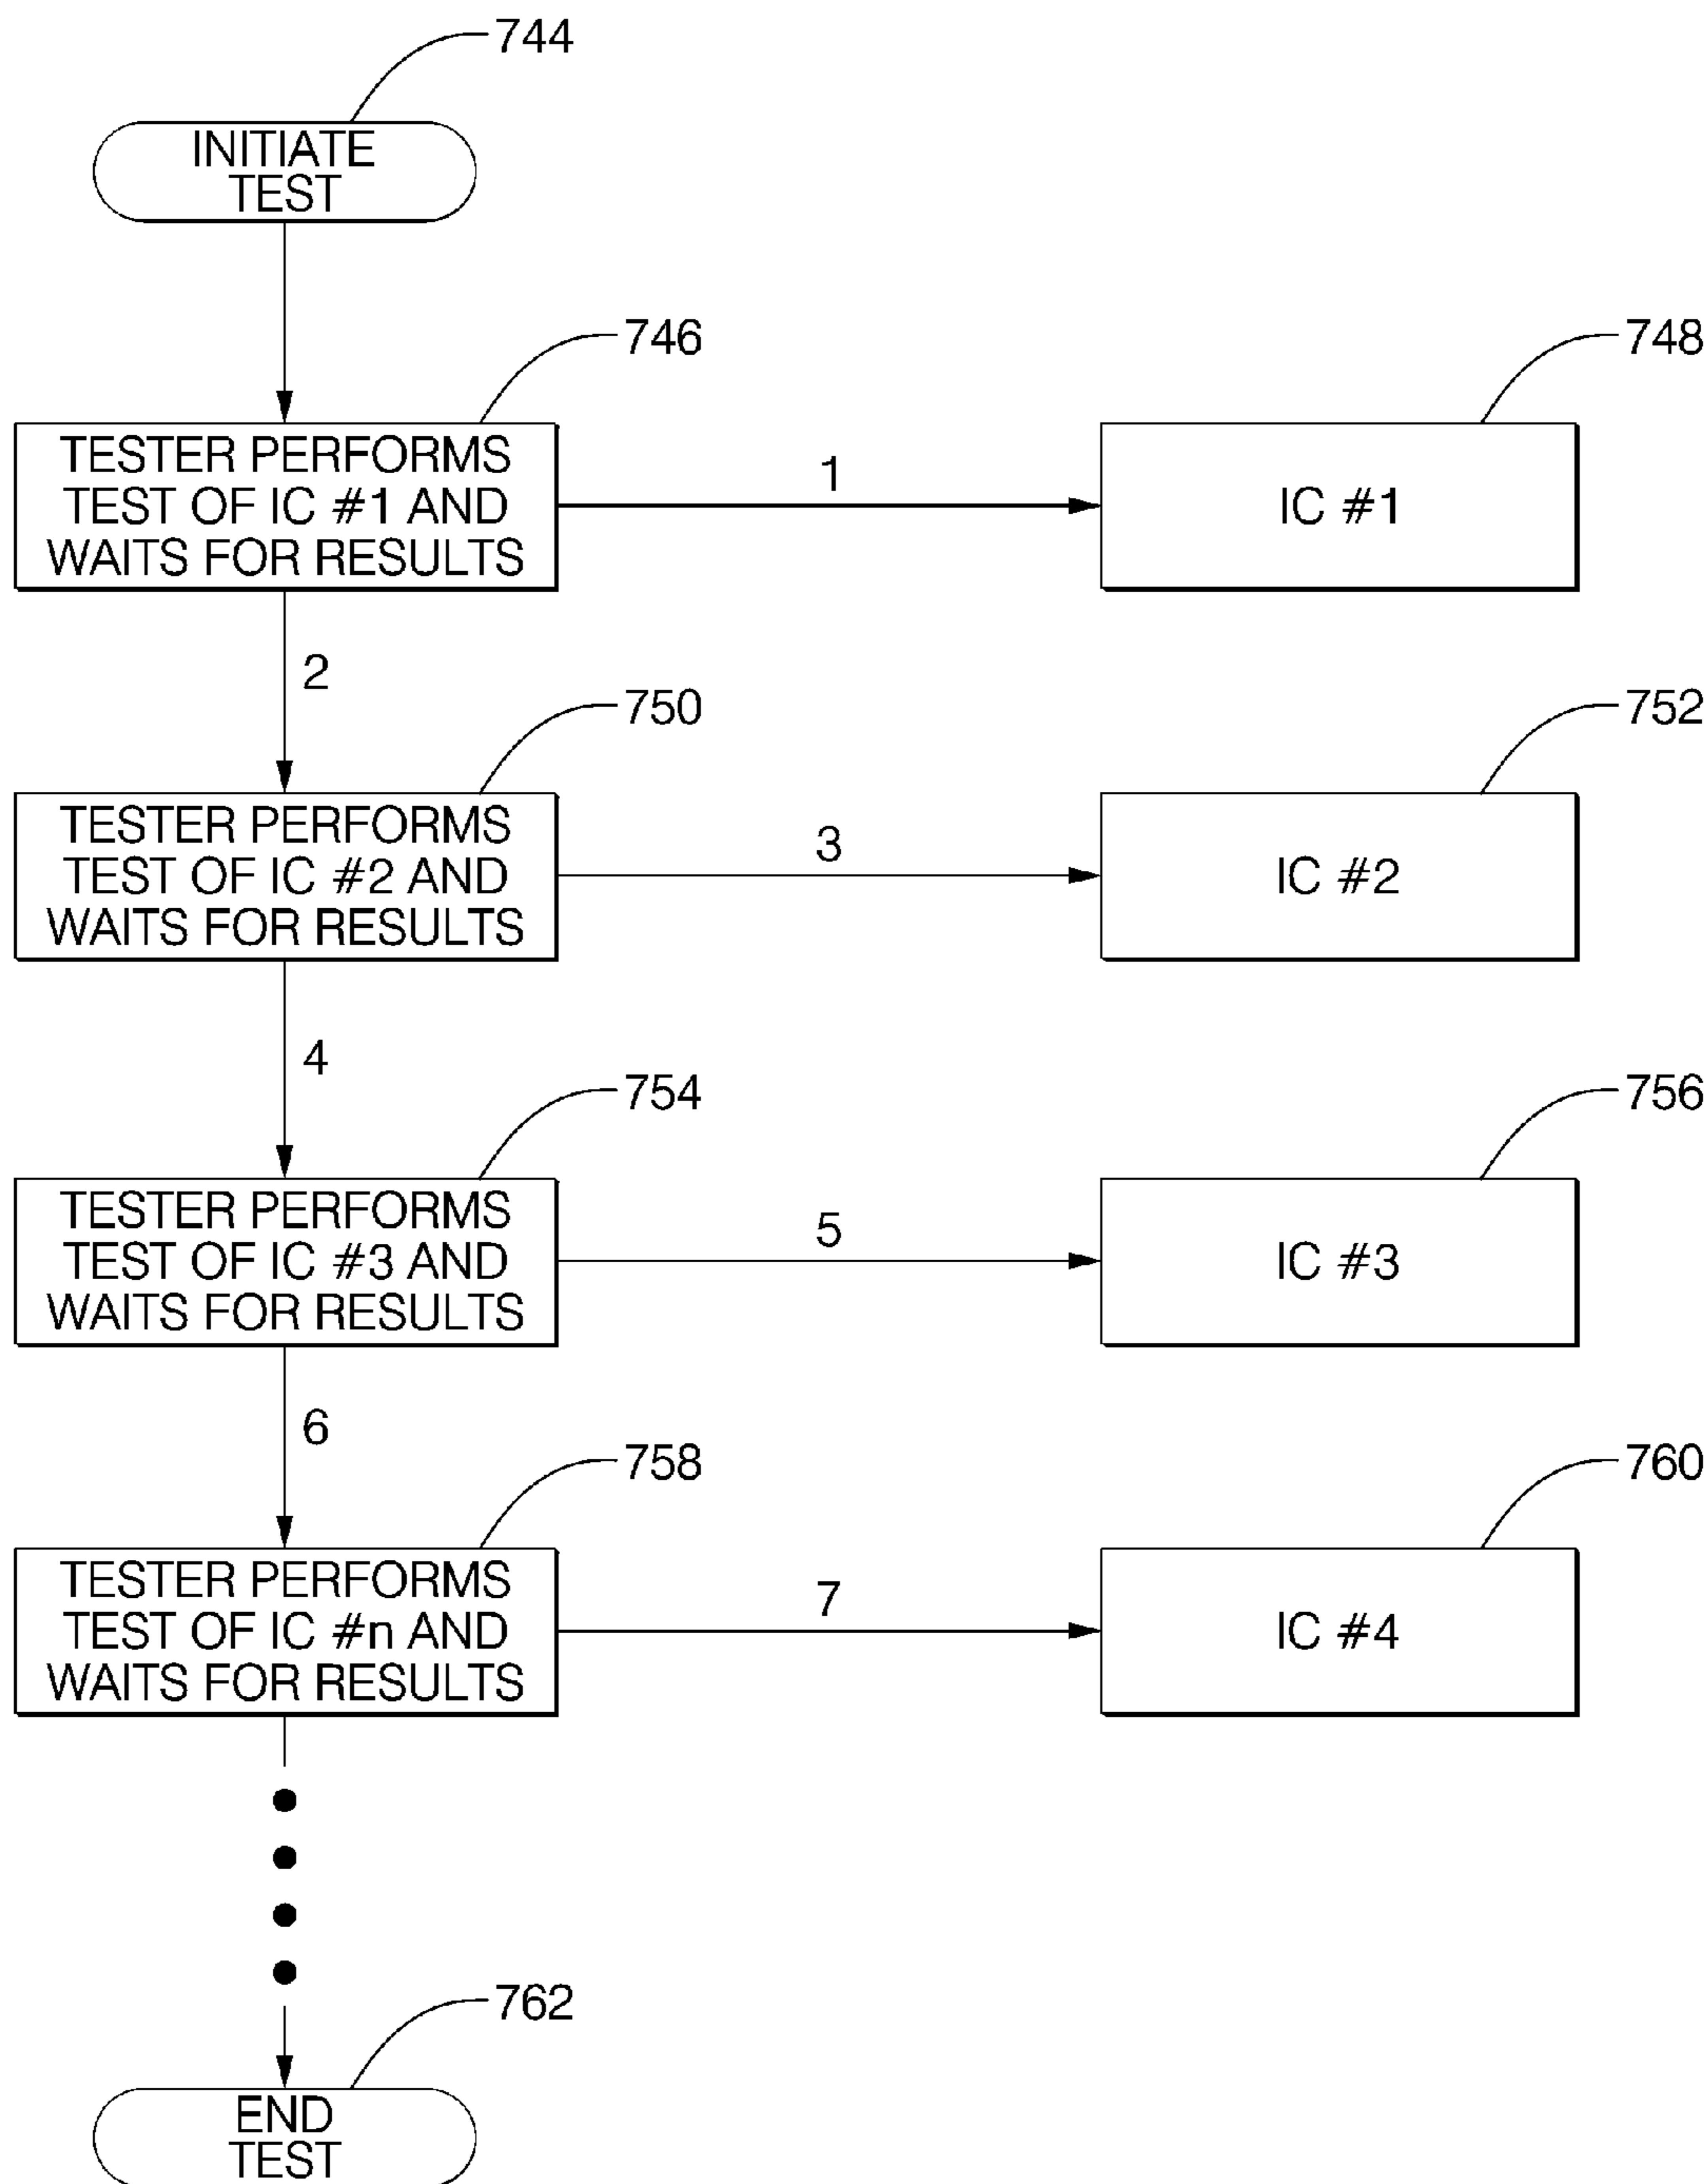 744
INITIATE
TEST
746
748
TESTER PERFORMS
TEST OF IC #1 AND
WAITS FOR RESULTS
1
IC #1
2
750
752
TESTER PERFORMS
TEST OF IC #2 AND
WAITS FOR RESULTS
3
IC #2
4
754
756
TESTER PERFORMS
TEST OF IC #3 AND
WAITS FOR RESULTS
5
IC #3
6
758
760
TESTER PERFORMS
TEST OF IC #n AND
WAITS FOR RESULTS
7
IC #4
762
END
TEST